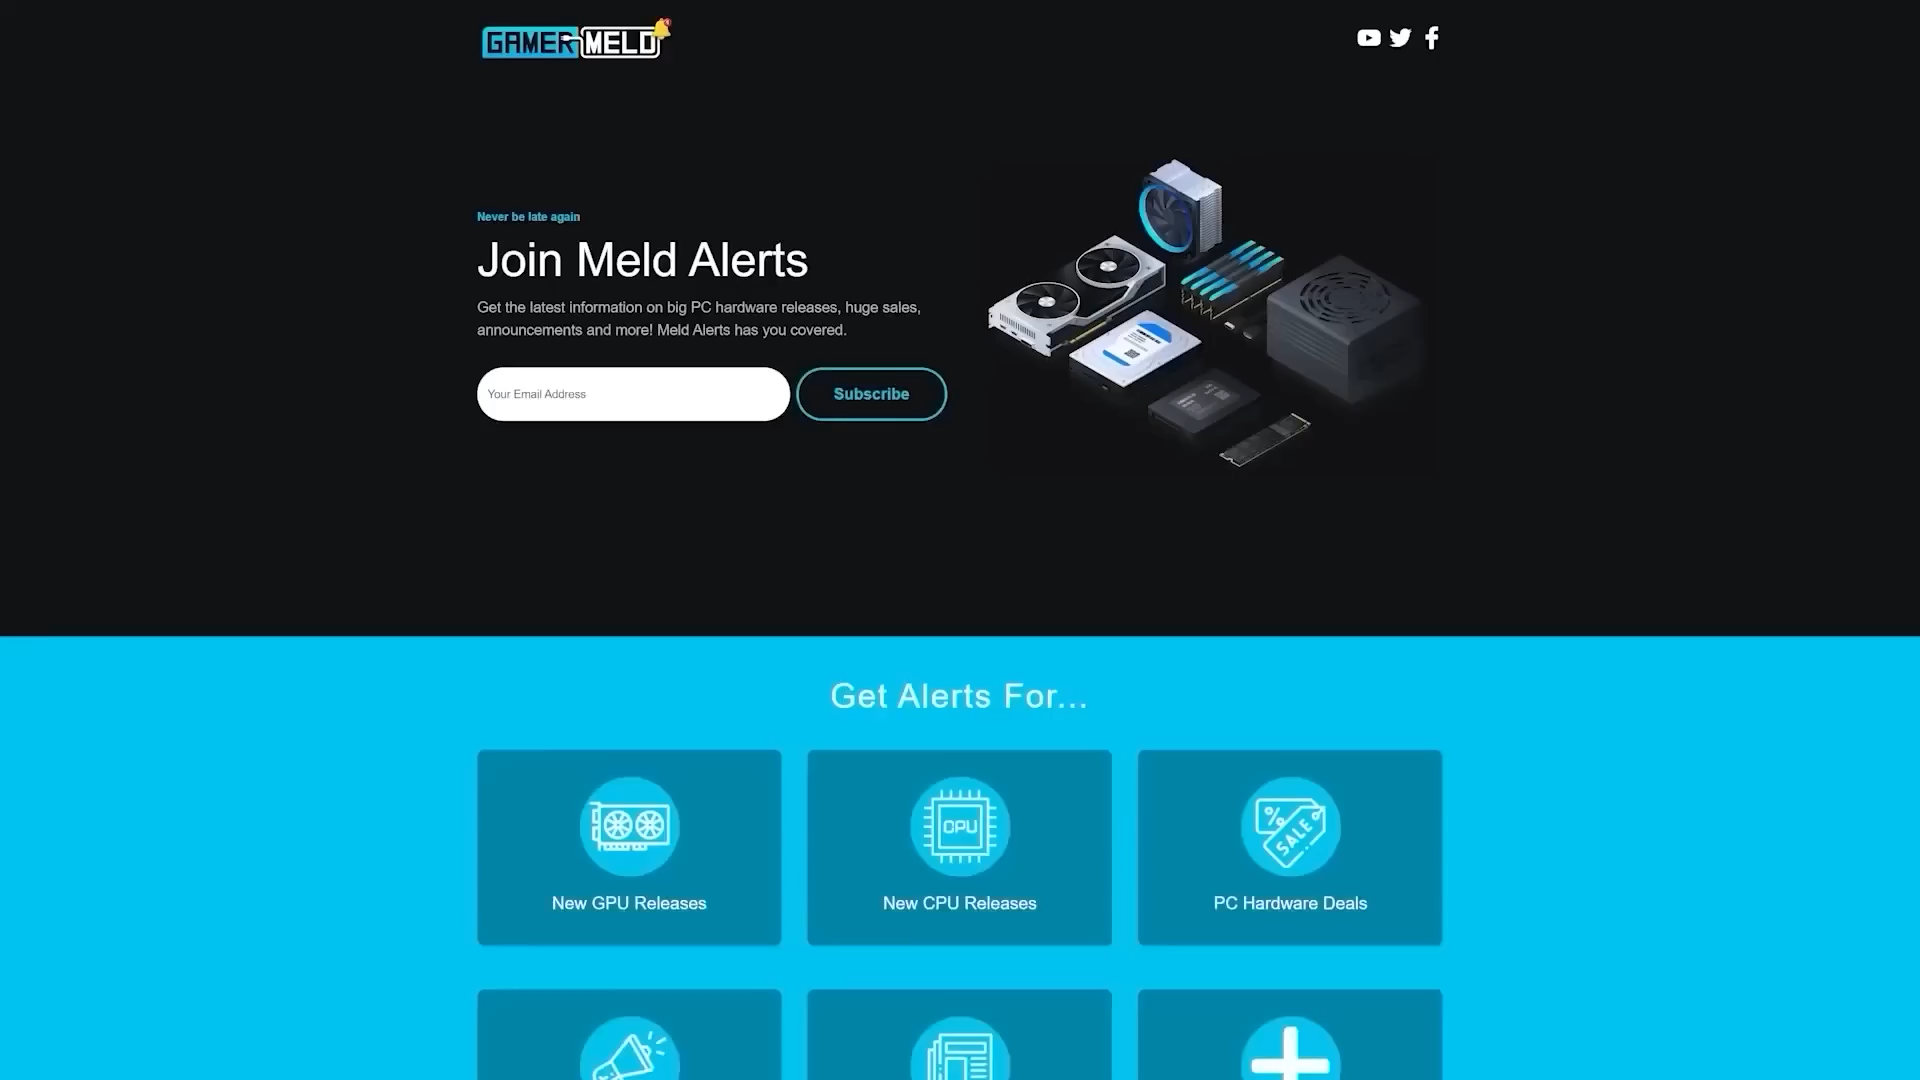 GAMER MELD
Never be late again
Join Meld Alerts
Get the latest information on big PC hardware releases, huge sales,
announcements and more! Meld Alerts has you covered.
Your Email Address
Subscribe
Get Alerts For...
CPU
%
SALE
New GPU Releases
New CPU Releases
PC Hardware Deals